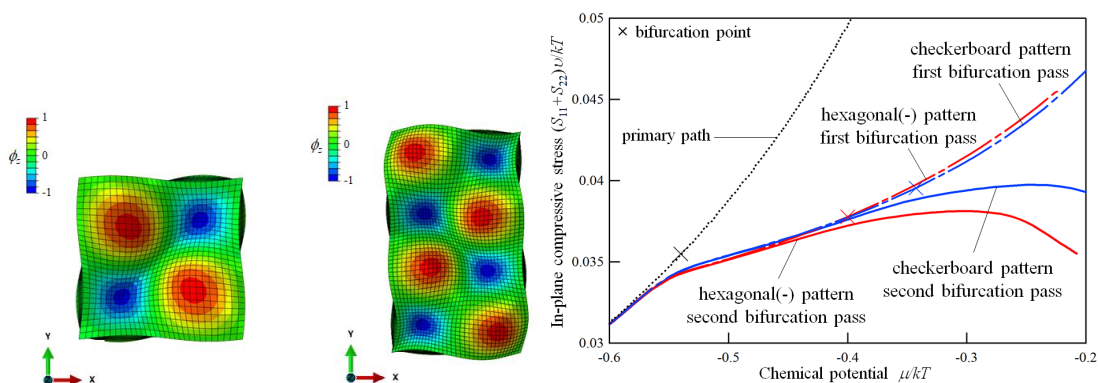 1
0
-1
ϕz
Y
X
1
0
-1
ϕz
Y
X
In-plane compressive stress (S11+S22)υ/kT
0.05
0.045
0.04
0.035
0.03
× bifurcation point
primary path
checkerboard pattern
first bifurcation pass
hexagonal(-) pattern
first bifurcation pass
hexagonal(-) pattern
second bifurcation pass
checkerboard pattern
second bifurcation pass
-0.6
-0.5
-0.4
-0.3
-0.2
Chemical potential μ/kT